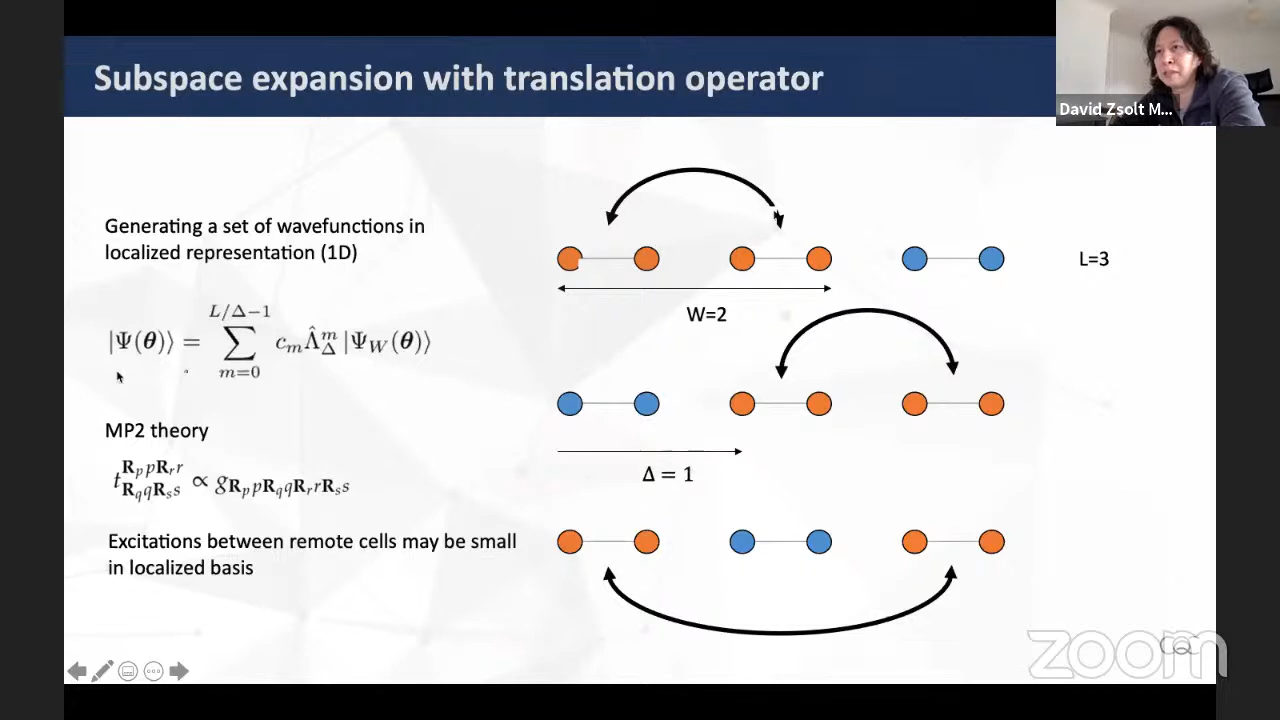 Subspace expansion with translation operator
David Zsolt M...
Generating a set of wavefunctions in
localized representation (1D)
|Ψ(θ)⟩ = ∑_{m=0}^{L/Δ−1} c_m Λ̂_Δ^m |Ψ_W(θ)⟩
MP2 theory
t^{R_p p R_r r}_{R_q q R_s s} ∝ g_{R_p p R_q q R_r r R_s s}
Excitations between remote cells may be small
in localized basis
L=3
W=2
Δ = 1
CQC
zoom